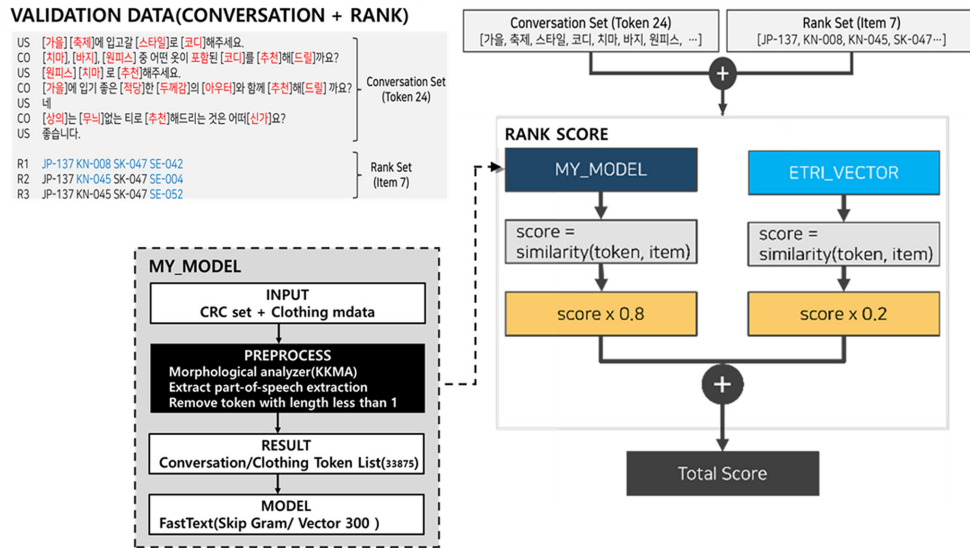 VALIDATION DATA(CONVERSATION + RANK)
US [가을] [축제]에 입고갈 [스타일]로 [코디]해주세요.
CO [치마], [바지], [원피스] 중 어떤 옷이 포함된 [코디]를 [추천]해[드릴]까요?
US [원피스] [치마] 로 [추천]해주세요.
CO [가을]에 입기 좋은 [적당]한 [두께감]의 [아우터]와 함께 [추천]해[드릴] 까요?
US 네
CO [상의]는 [무늬]없는 티로 [추천]해드리는 것은 어떠[신가]요?
US 좋습니다.
Conversation Set
(Token 24)
R1 JP-137 KN-008 SK-047 SE-042
R2 JP-137 KN-045 SK-047 SE-004
R3 JP-137 KN-045 SK-047 SE-052
Rank Set
(Item 7)
MY_MODEL
INPUT
CRC set + Clothing mdata
PREPROCESS
Morphological analyzer(KKMA)
Extract part-of-speech extraction
Remove token with length less than 1
RESULT
Conversation/Clothing Token List(33875)
MODEL
FastText(Skip Gram/ Vector 300 )
Conversation Set (Token 24)
[가을, 축제, 스타일, 코디, 치마, 바지, 원피스, …]
Rank Set (Item 7)
[JP-137, KN-008, KN-045, SK-047…]
+
RANK SCORE
MY_MODEL
score =
similarity(token, item)
score x 0.8
ETRI_VECTOR
score =
similarity(token, item)
score x 0.2
+
Total Score